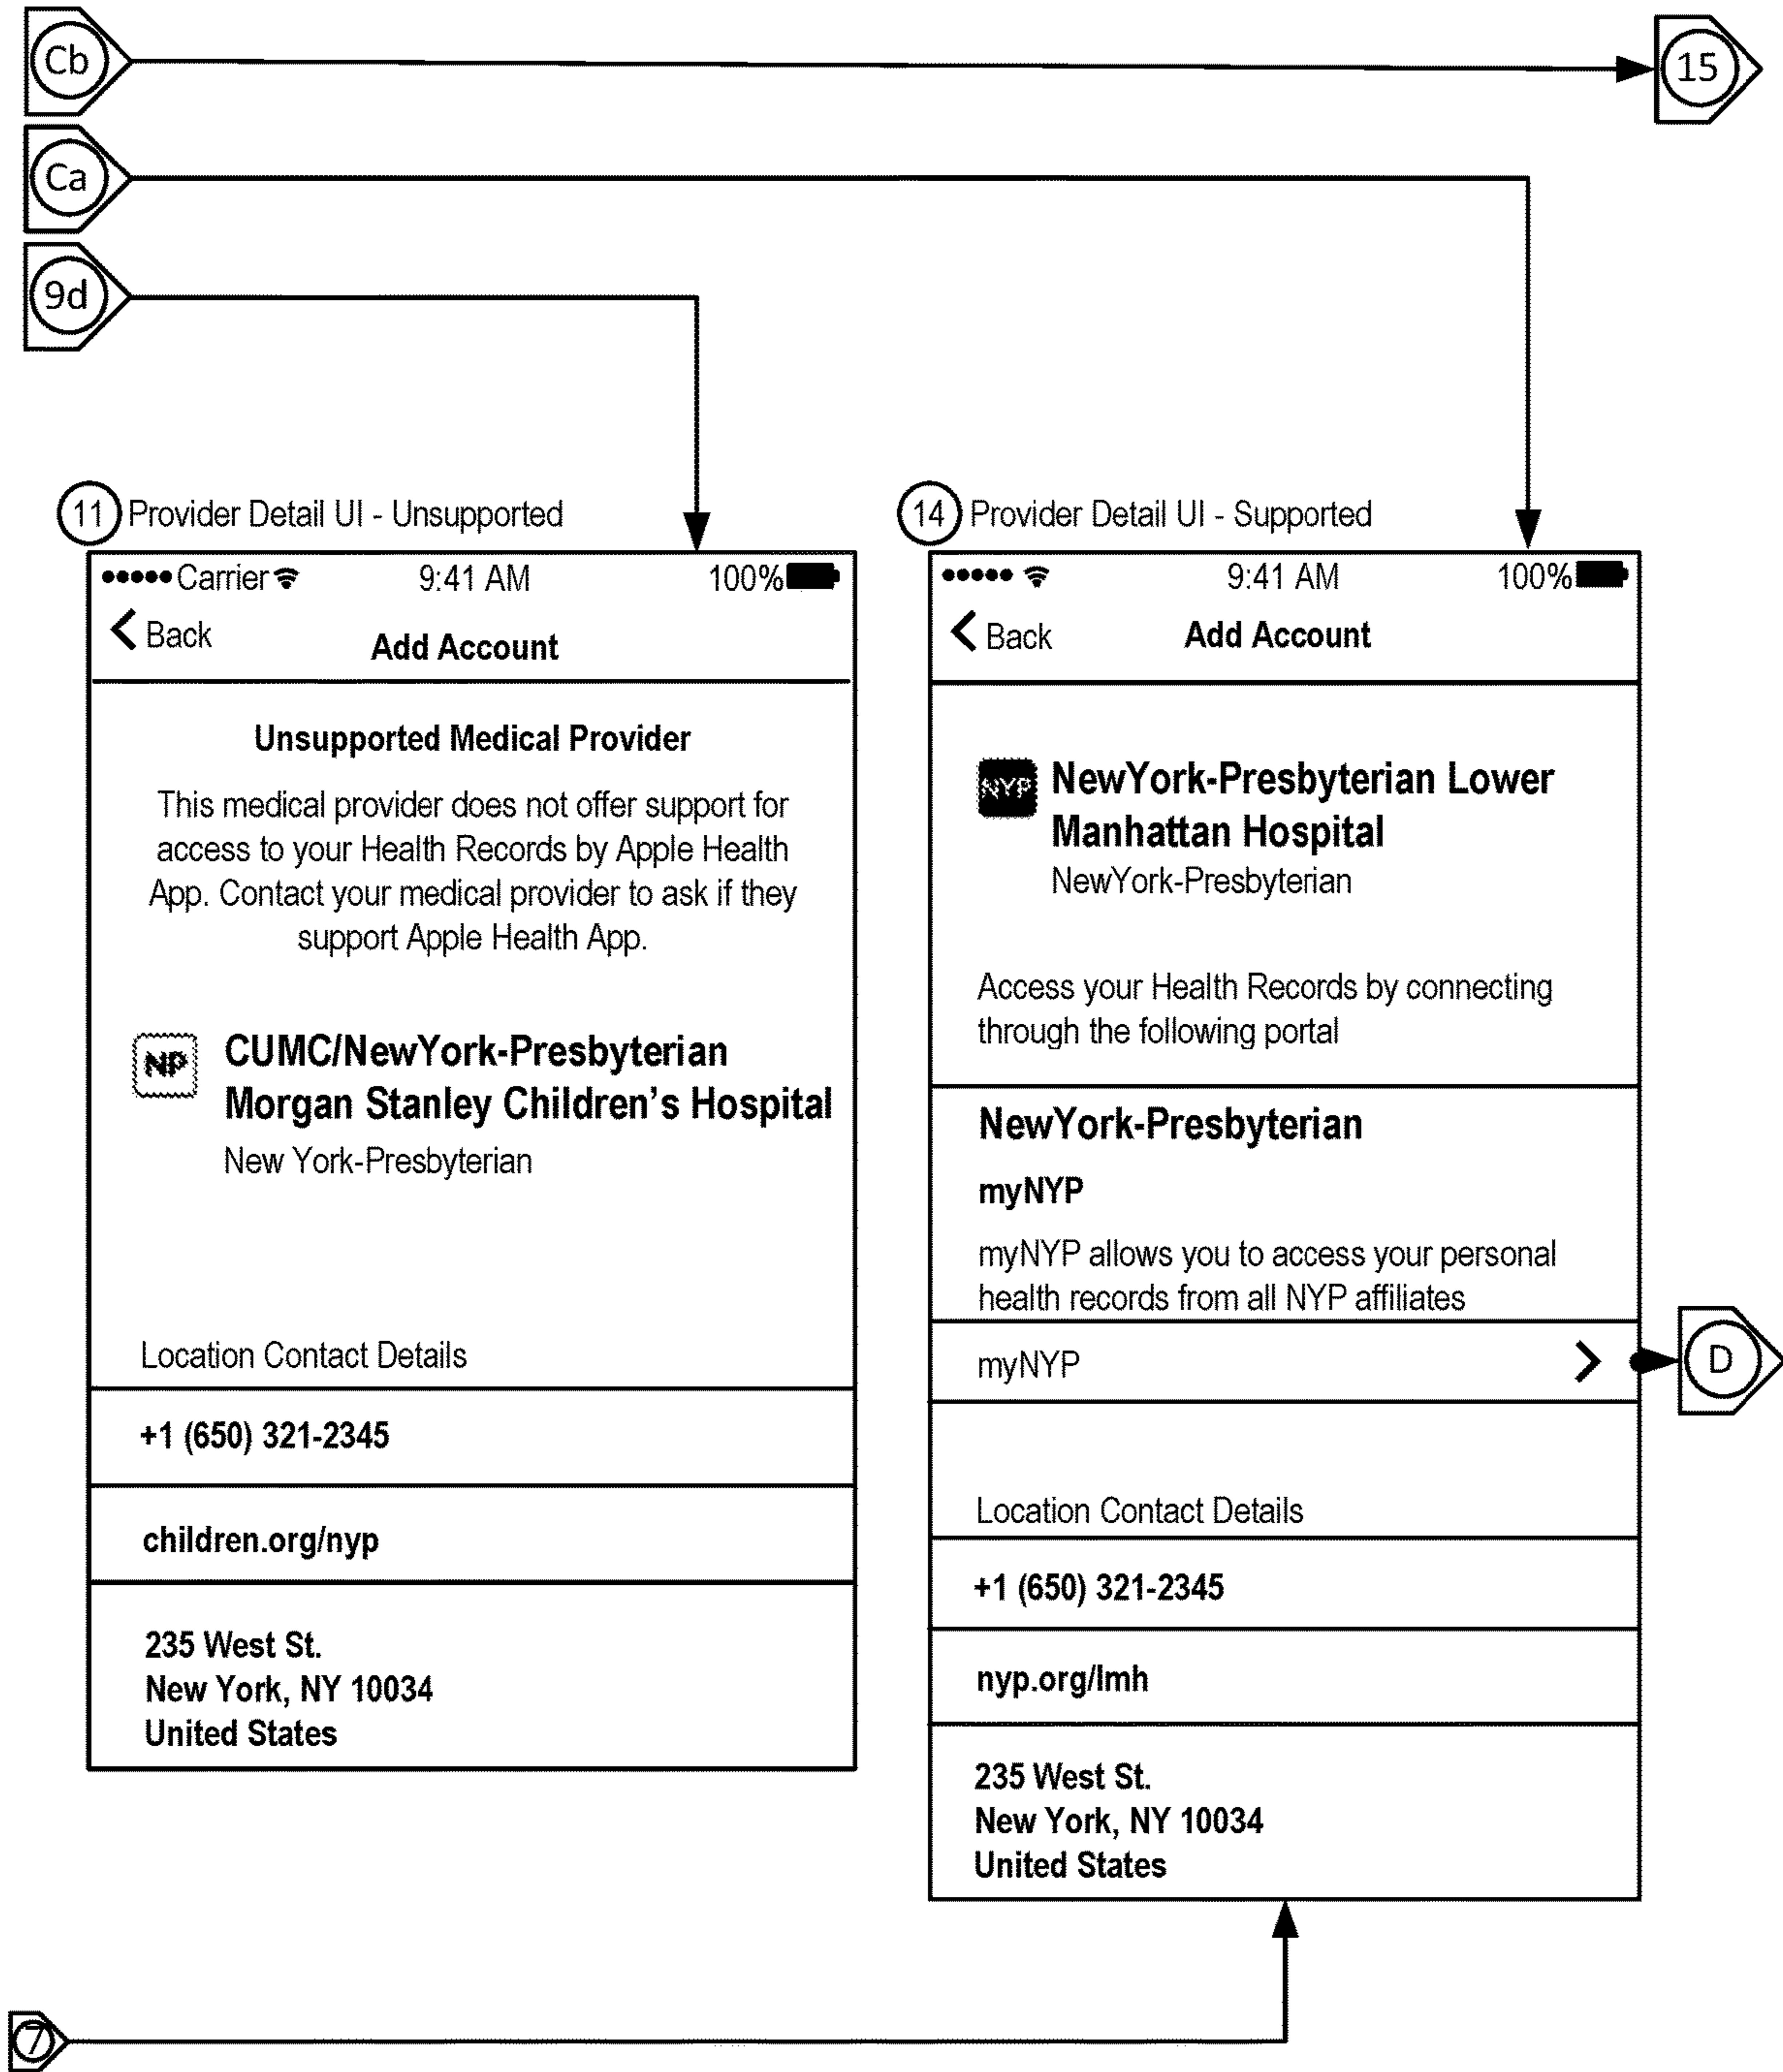 Cb
15
Ca
9d
11 Provider Detail UI - Unsupported
Carrier 9:41 AM 100%
Back
Add Account
Unsupported Medical Provider
This medical provider does not offer support for
access to your Health Records by Apple Health
App. Contact your medical provider to ask if they
support Apple Health App.
NP
CUMC/NewYork-Presbyterian
Morgan Stanley Children's Hospital
New York-Presbyterian
Location Contact Details
+1 (650) 321-2345
children.org/nyp
235 West St.
New York, NY 10034
United States
14 Provider Detail UI - Supported
9:41 AM 100%
Back Add Account
NYP
NewYork-Presbyterian Lower
Manhattan Hospital
NewYork-Presbyterian
Access your Health Records by connecting
through the following portal
NewYork-Presbyterian
myNYP
myNYP allows you to access your personal
health records from all NYP affiliates
myNYP
D
Location Contact Details
+1 (650) 321-2345
nyp.org/lmh
235 West St.
New York, NY 10034
United States
7